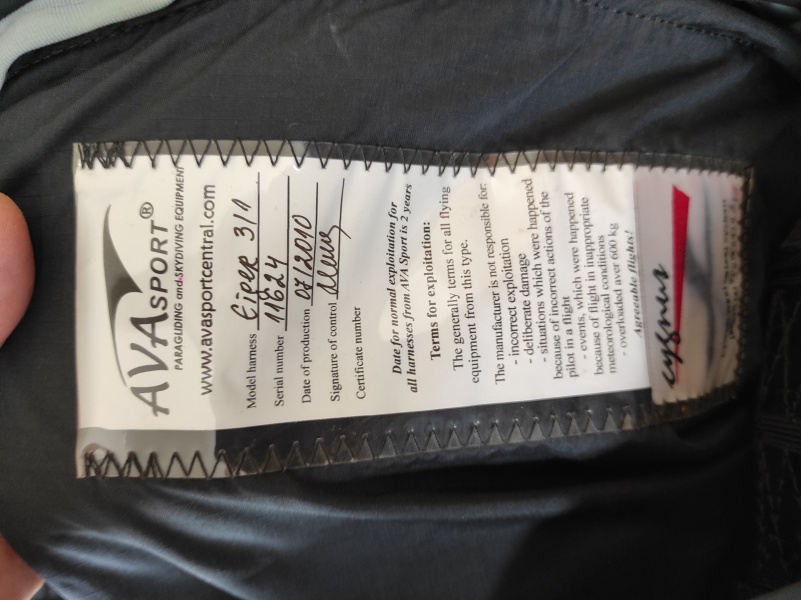 AVASPORT®
PARAGLIDING and SKYDIVING EQUIPMENT
www.avasportcentral.com
Model harness Eiger 3/1
Serial number 11624
Date of production 07/2010
Signature of control
Certificate number
Date for normal exploitation for
all harnesses from AVA Sport is 2 years
Terms for exploitation:
The generally terms for all flying
equipment from this type.
The manufacturer is not responsible for:
- incorrect exploitation
- deliberate damage
- situations which were happened
because of incorrect actions of the
pilot in a flight
- events, which were happened
because of flight in inappropriate
meteorological conditions
- overloaded aver 600 kg
Agreeable flights!
cygnus